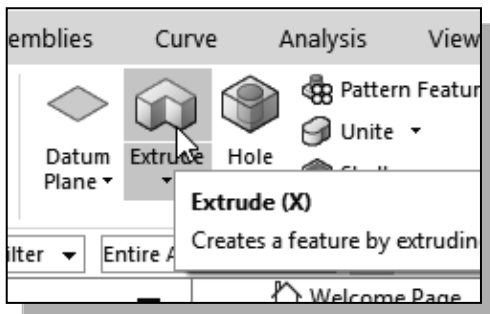 emblies Curve Analysis View
Pattern Featur
Unite
Datum Plane
Extrude
Hole
Extrude (X)
Creates a feature by extrudin
ilter
Entire A
Welcome Page